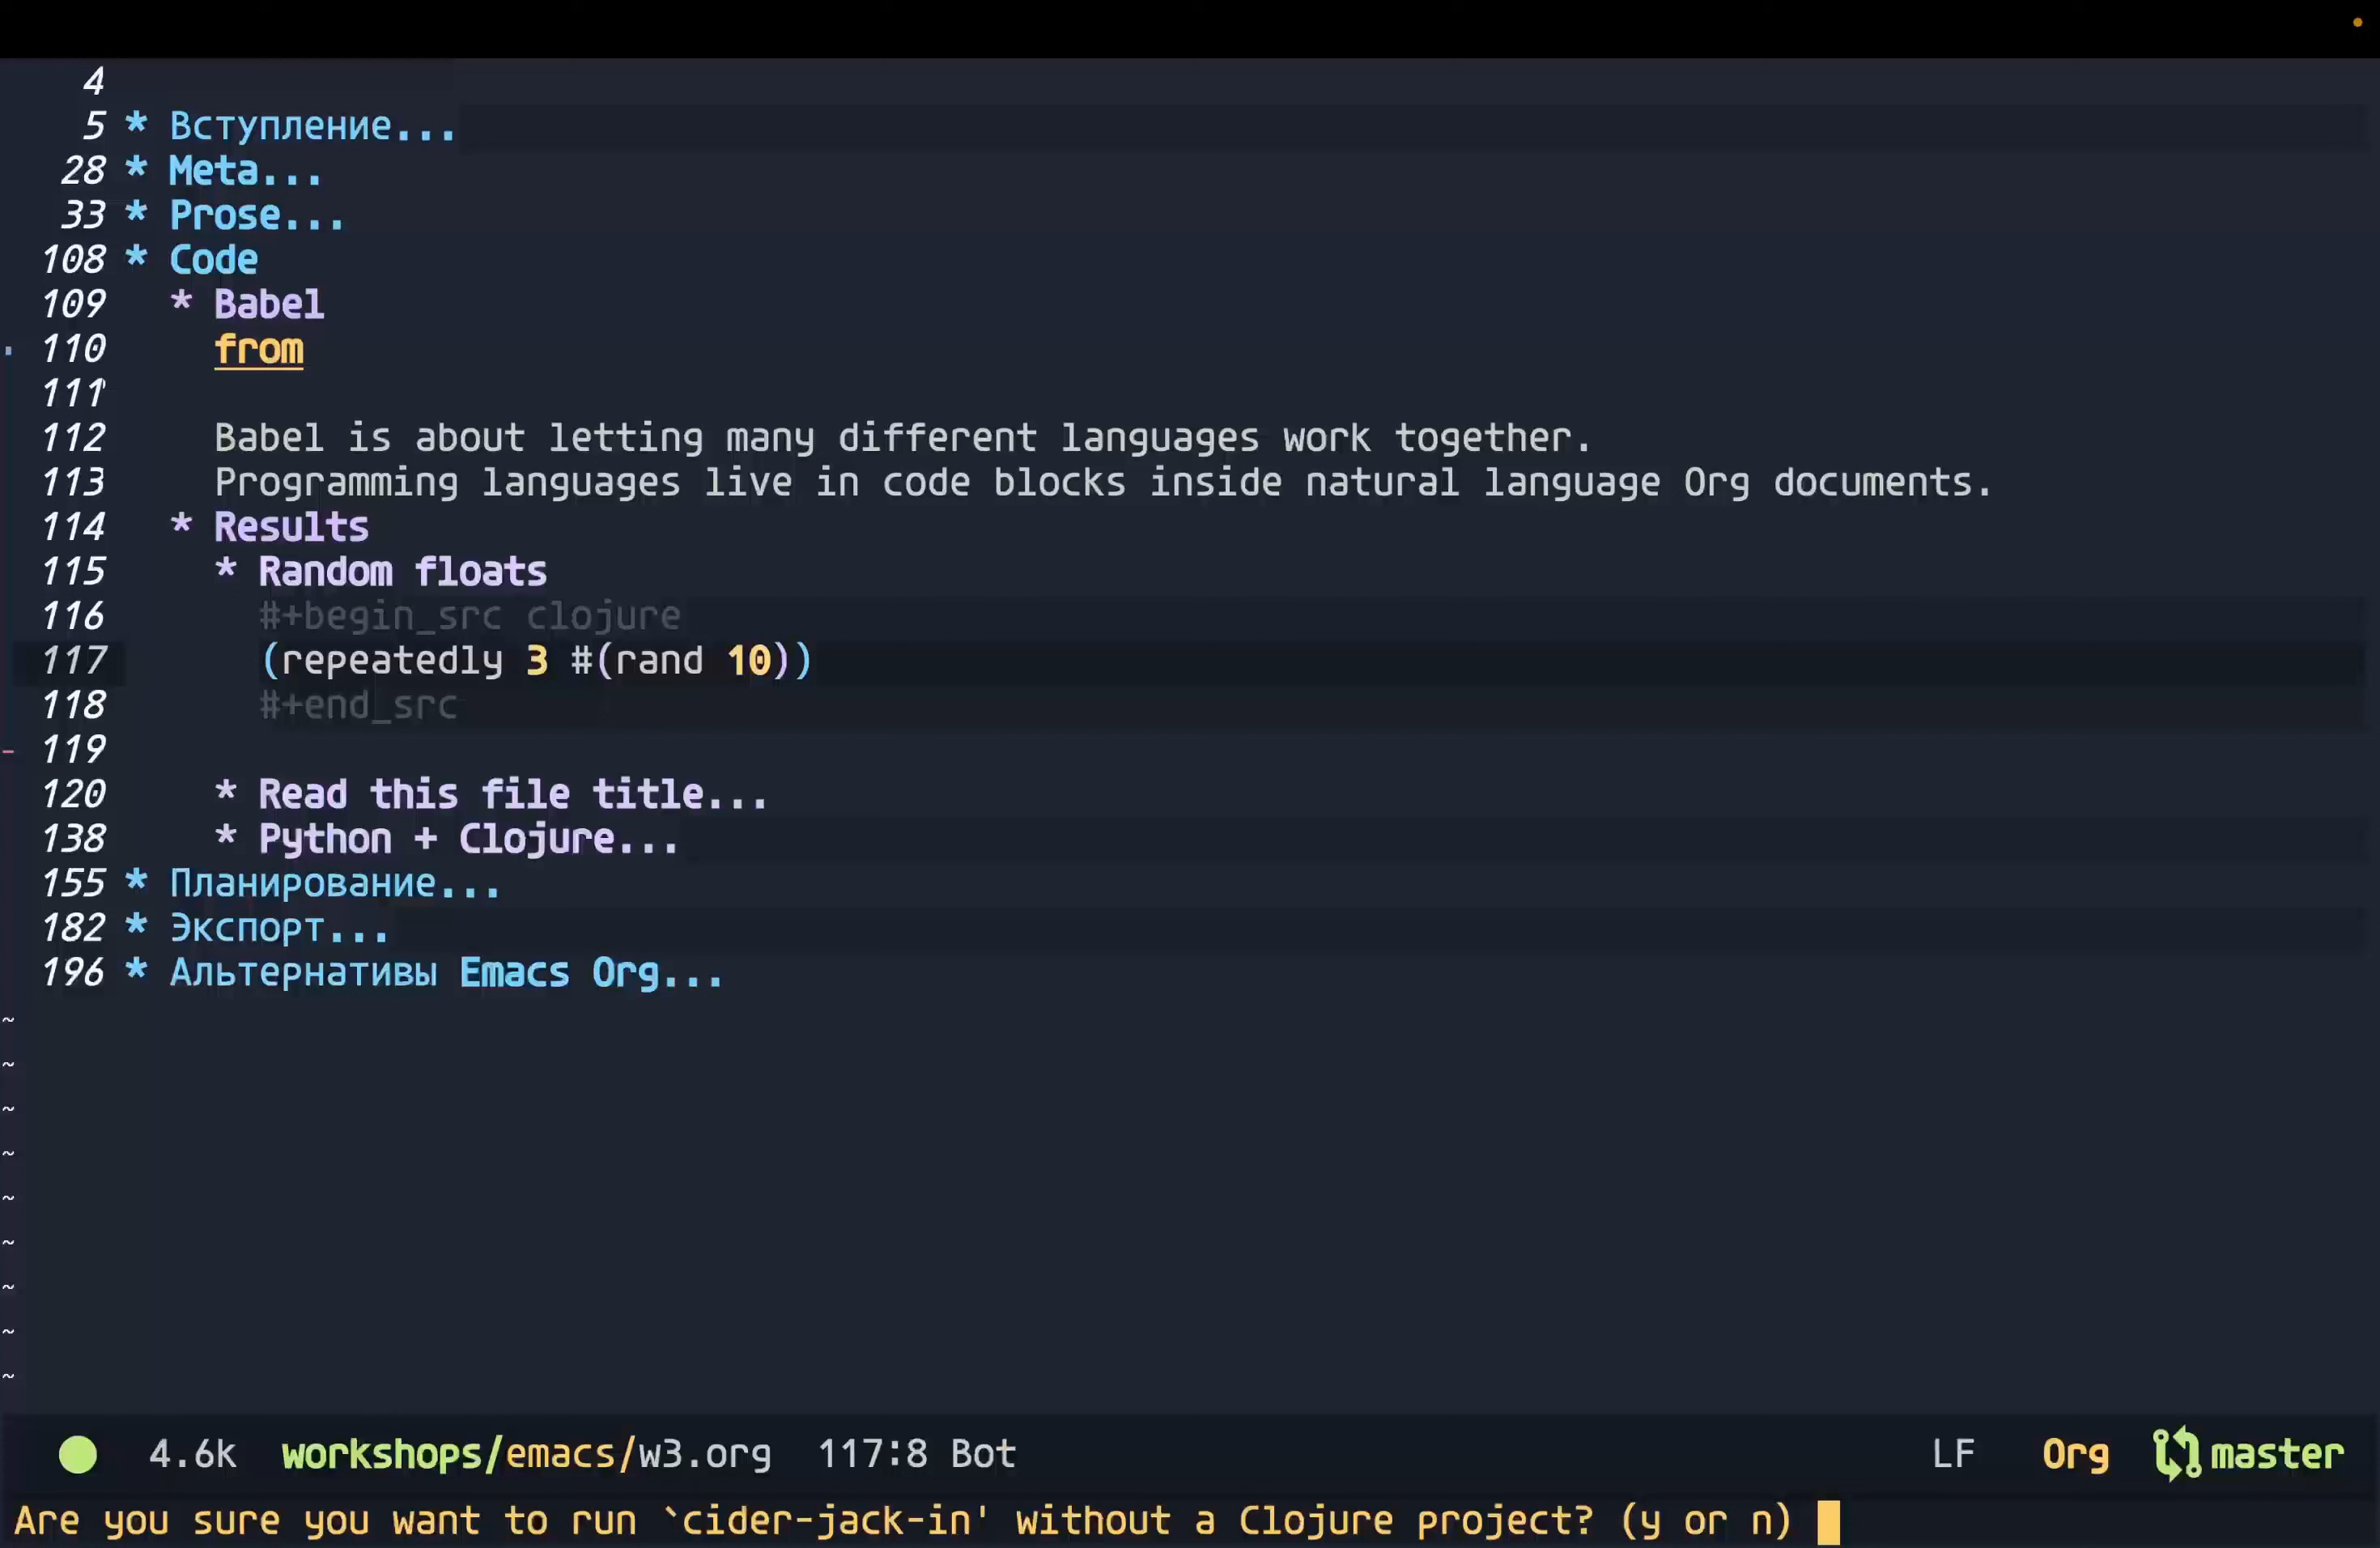 4
5 * Вступление...
28 * Meta...
33 * Prose...
108 * Code
109 * Babel
110 from
111
112 Babel is about letting many different languages work together.
113 Programming languages live in code blocks inside natural language Org documents.
114 * Results
115 * Random floats
116 #+begin_src clojure
117 (repeatedly 3 #(rand 10))
118 #+end_src
119
120 * Read this file title...
138 * Python + Clojure...
155 * Планирование...
182 * Экспорт...
196 * Альтернативы Emacs Org...
~
~
~
~
~
~
~
~
~
4.6k workshops/emacs/w3.org 117:8 Bot LF Org master
Are you sure you want to run `cider-jack-in' without a Clojure project? (y or n)